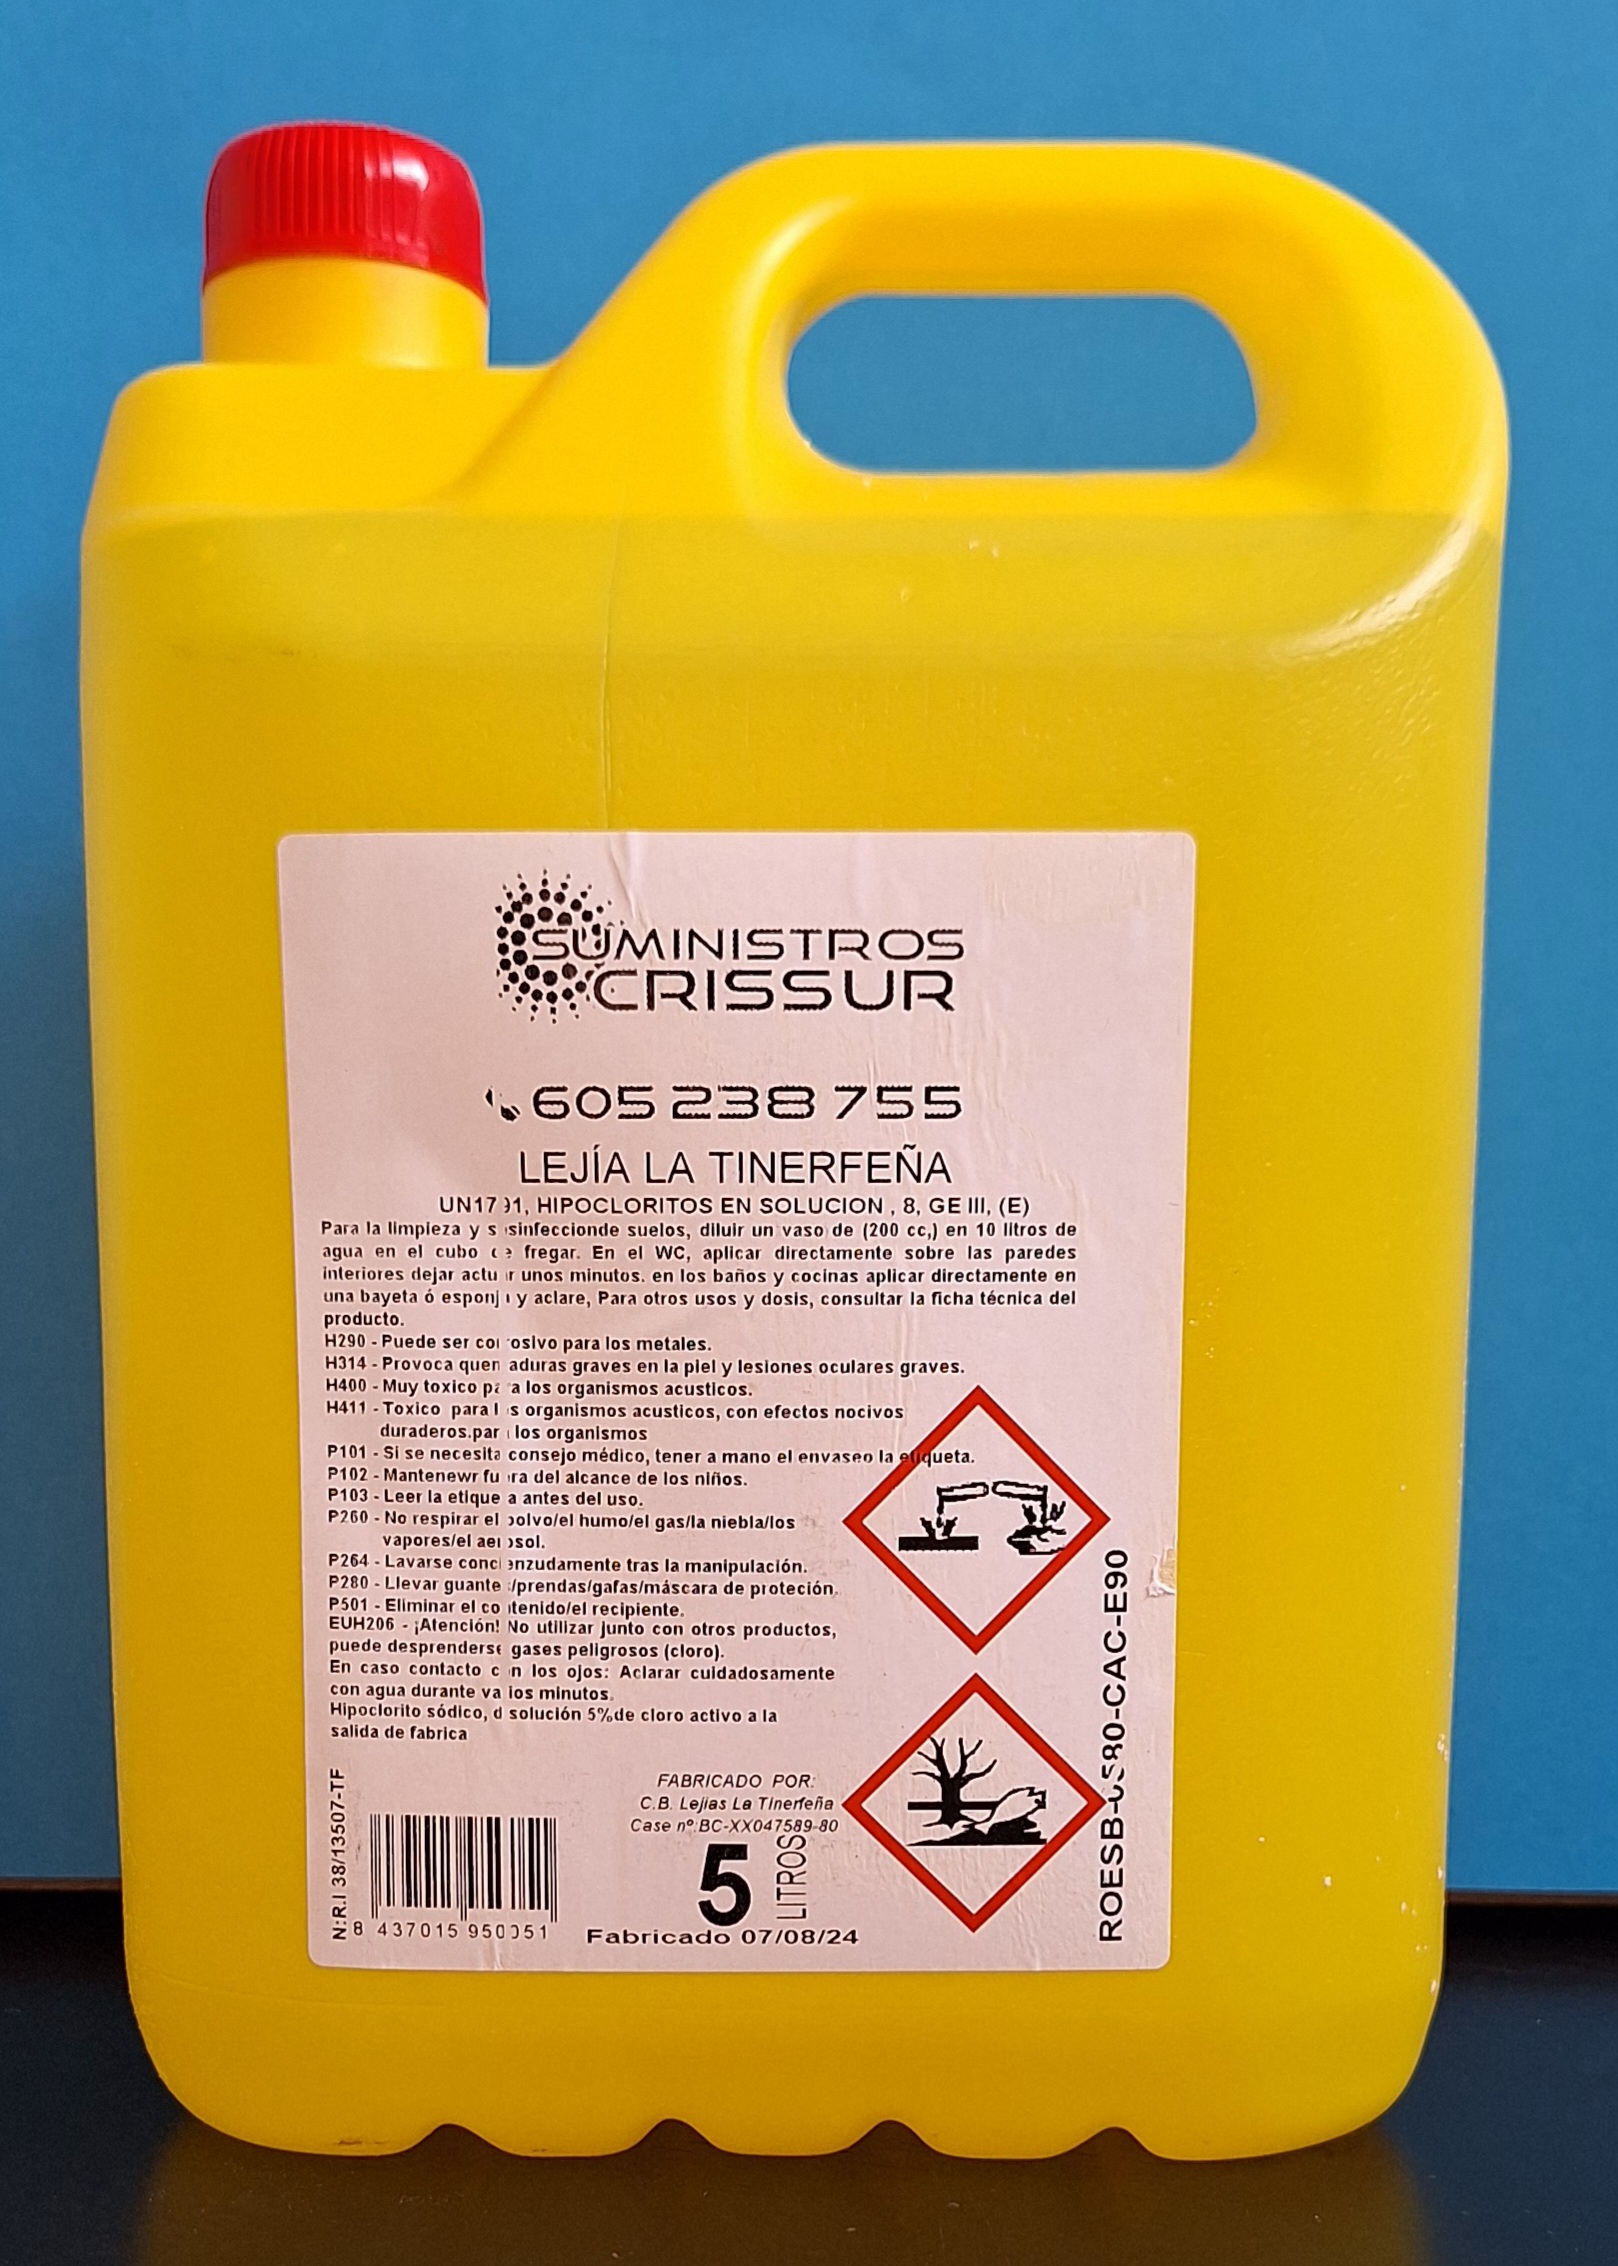 SUMINISTROS
CRISSUR
605 238 755
LEJÍA LA TINERFEÑA
UN1791, HIPOCLORITOS EN SOLUCION , 8, GE III, (E)
Para la limpieza y s sinfeccionde suelos, diluir un vaso de (200 cc,) en 10 litros de
agua en el cubo de fregar. En el WC, aplicar directamente sobre las paredes
interiores dejar actuar unos minutos. en los baños y cocinas aplicar directamente en
una bayeta ó esponja y aclare, Para otros usos y dosis, consultar la ficha técnica del
producto.
H290 - Puede ser corrosivo para los metales.
H314 - Provoca quemaduras graves en la piel y lesiones oculares graves.
H400 - Muy toxico para los organismos acusticos.
H411 - Toxico para los organismos acusticos, con efectos nocivos
duraderos.para los organismos
P101 - Si se necesita consejo médico, tener a mano el envaseo la etiqueta.
P102 - Mantenewr fuera del alcance de los niños.
P103 - Leer la etiqueta antes del uso.
P260 - No respirar el polvo/el humo/el gas/la niebla/los
vapores/el aerosol.
P264 - Lavarse concienzudamente tras la manipulación.
P280 - Llevar guantes/prendas/gafas/máscara de proteción.
P501 - Eliminar el contenido/el recipiente.
EUH206 - ¡Atención! No utilizar junto con otros productos,
puede desprenderse gases peligrosos (cloro).
En caso contacto con los ojos: Aclarar cuidadosamente
con agua durante varios minutos.
Hipoclorito sódico, disolución 5%de cloro activo a la
salida de fabrica
N:R.I 38/13507-TF
8 437015 950051
FABRICADO POR:
C.B. Lejias La Tinerfeña
Case nº:BC-XX047589-80
5 LITROS
Fabricado 07/08/24